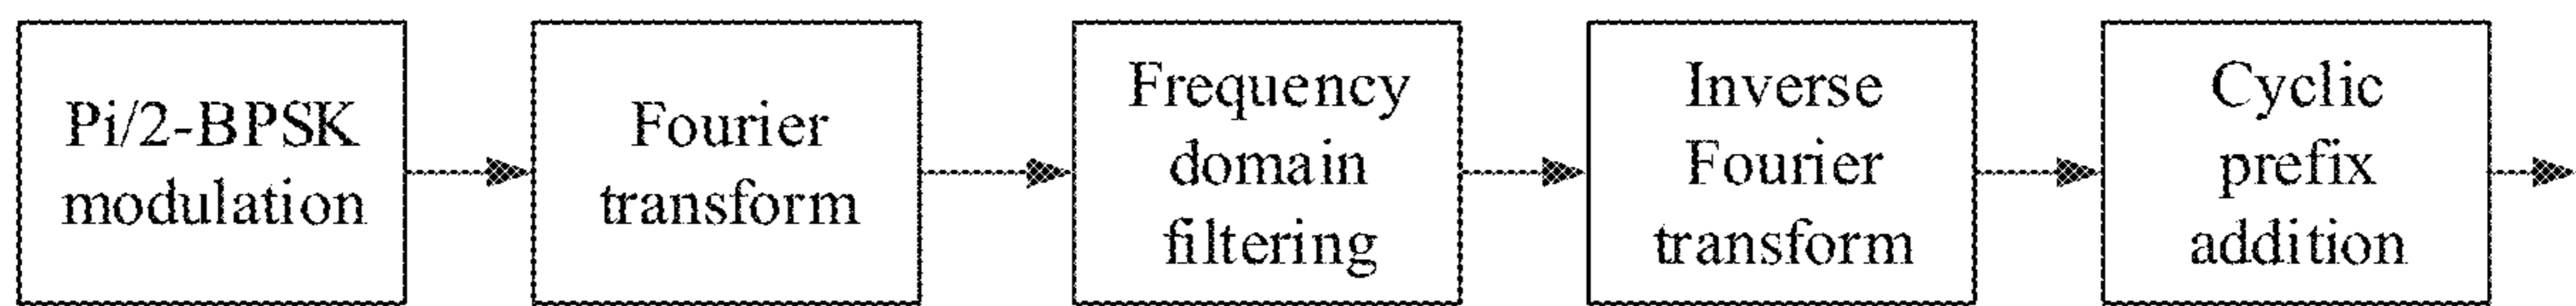 Pi/2-BPSK
modulation
Fourier
transform
Frequency
domain
filtering
Inverse
Fourier
transform
Cyclic
prefix
addition